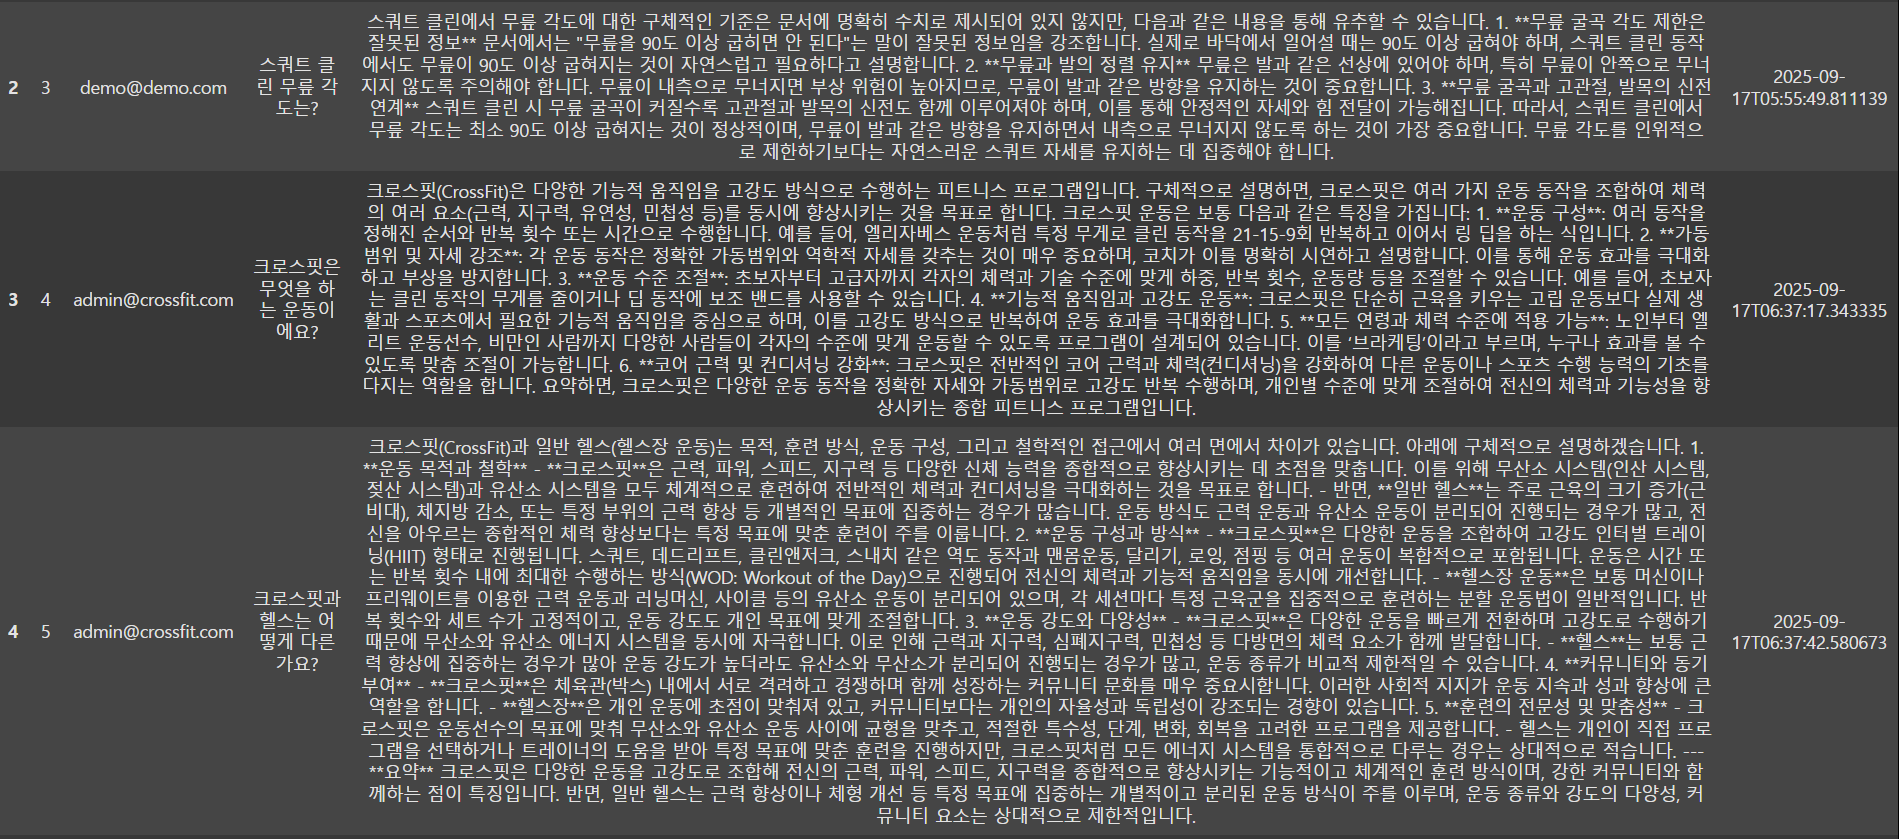 2
3
demo@demo.com
스쿼트 클
린 무릎 각
도는?
스쿼트 클린에서 무릎 각도에 대한 구체적인 기준은 문서에 명확히 수치로 제시되어 있지 않지만, 다음과 같은 내용을 통해 유추할 수 있습니다. 1. **무릎 굴곡 각도 제한은
잘못된 정보** 문서에서는 "무릎을 90도 이상 굽히면 안 된다"는 말이 잘못된 정보임을 강조합니다. 실제로 바닥에서 일어설 때는 90도 이상 굽혀야 하며, 스쿼트 클린 동작
에서도 무릎이 90도 이상 굽혀지는 것이 자연스럽고 필요하다고 설명합니다. 2. **무릎과 발의 정렬 유지** 무릎은 발과 같은 선상에 있어야 하며, 특히 무릎이 안쪽으로 무너
지지 않도록 주의해야 합니다. 무릎이 내측으로 무너지면 부상 위험이 높아지므로, 무릎이 발과 같은 방향을 유지하는 것이 중요합니다. 3. **무릎 굴곡과 고관절, 발목의 신전
연계** 스쿼트 클린 시 무릎 굴곡이 커질수록 고관절과 발목의 신전도 함께 이루어져야 하며, 이를 통해 안정적인 자세와 힘 전달이 가능해집니다. 따라서, 스쿼트 클린에서
무릎 각도는 최소 90도 이상 굽혀지는 것이 정상적이며, 무릎이 발과 같은 방향을 유지하면서 내측으로 무너지지 않도록 하는 것이 가장 중요합니다. 무릎 각도를 인위적으
로 제한하기보다는 자연스러운 스쿼트 자세를 유지하는 데 집중해야 합니다.
2025-09-
17T05:55:49.811139
3
4
admin@crossfit.com
크로스핏은
무엇을 하
는 운동이
에요?
크로스핏(CrossFit)은 다양한 기능적 움직임을 고강도 방식으로 수행하는 피트니스 프로그램입니다. 구체적으로 설명하면, 크로스핏은 여러 가지 운동 동작을 조합하여 체력
의 여러 요소(근력, 지구력, 유연성, 민첩성 등)를 동시에 향상시키는 것을 목표로 합니다. 크로스핏 운동은 보통 다음과 같은 특징을 가집니다: 1. **운동 구성**: 여러 동작을
정해진 순서와 반복 횟수 또는 시간으로 수행합니다. 예를 들어, 엘리자베스 운동처럼 특정 무게로 클린 동작을 21-15-9회 반복하고 이어서 링 딥을 하는 식입니다. 2. **가동
범위 및 자세 강조**: 각 운동 동작은 정확한 가동범위와 역학적 자세를 갖추는 것이 매우 중요하며, 코치가 이를 명확히 시연하고 설명합니다. 이를 통해 운동 효과를 극대화
하고 부상을 방지합니다. 3. **운동 수준 조절**: 초보자부터 고급자까지 각자의 체력과 기술 수준에 맞게 하중, 반복 횟수, 운동량 등을 조절할 수 있습니다. 예를 들어, 초보자
는 클린 동작의 무게를 줄이거나 딥 동작에 보조 밴드를 사용할 수 있습니다. 4. **기능적 움직임과 고강도 운동**: 크로스핏은 단순히 근육을 키우는 고립 운동보다 실제 생
활과 스포츠에서 필요한 기능적 움직임을 중심으로 하며, 이를 고강도 방식으로 반복하여 운동 효과를 극대화합니다. 5. **모든 연령과 체력 수준에 적용 가능**: 노인부터 엘
리트 운동선수, 비만인 사람까지 다양한 사람들이 각자의 수준에 맞게 운동할 수 있도록 프로그램이 설계되어 있습니다. 이를 ‘브라케팅’이라고 부르며, 누구나 효과를 볼 수
있도록 맞춤 조절이 가능합니다. 6. **코어 근력 및 컨디셔닝 강화**: 크로스핏은 전반적인 코어 근력과 체력(컨디셔닝)을 강화하여 다른 운동이나 스포츠 수행 능력의 기초를
다지는 역할을 합니다. 요약하면, 크로스핏은 다양한 운동 동작을 정확한 자세와 가동범위로 고강도 반복 수행하며, 개인별 수준에 맞게 조절하여 전신의 체력과 기능성을 향
상시키는 종합 피트니스 프로그램입니다.
2025-09-
17T06:37:17.343335
4
5
admin@crossfit.com
크로스핏과
헬스는 어
떻게 다른
가요?
크로스핏(CrossFit)과 일반 헬스(헬스장 운동)는 목적, 훈련 방식, 운동 구성, 그리고 철학적인 접근에서 여러 면에서 차이가 있습니다. 아래에 구체적으로 설명하겠습니다. 1.
**운동 목적과 철학** - **크로스핏**은 근력, 파워, 스피드, 지구력 등 다양한 신체 능력을 종합적으로 향상시키는 데 초점을 맞춥니다. 이를 위해 무산소 시스템(인산 시스템,
젖산 시스템)과 유산소 시스템을 모두 체계적으로 훈련하여 전반적인 체력과 컨디셔닝을 극대화하는 것을 목표로 합니다. - 반면, **일반 헬스**는 주로 근육의 크기 증가(근
비대), 체지방 감소, 또는 특정 부위의 근력 향상 등 개별적인 목표에 집중하는 경우가 많습니다. 운동 방식도 근력 운동과 유산소 운동이 분리되어 진행되는 경우가 많고, 전
신을 아우르는 종합적인 체력 향상보다는 특정 목표에 맞춘 훈련이 주를 이룹니다. 2. **운동 구성과 방식** - **크로스핏**은 다양한 운동을 조합하여 고강도 인터벌 트레이
닝(HIIT) 형태로 진행됩니다. 스쿼트, 데드리프트, 클린앤저크, 스내치 같은 역도 동작과 맨몸운동, 달리기, 로잉, 점핑 등 여러 운동이 복합적으로 포함됩니다. 운동은 시간 또
는 반복 횟수 내에 최대한 수행하는 방식(WOD: Workout of the Day)으로 진행되어 전신의 체력과 기능적 움직임을 동시에 개선합니다. - **헬스장 운동**은 보통 머신이나
프리웨이트를 이용한 근력 운동과 러닝머신, 사이클 등의 유산소 운동이 분리되어 있으며, 각 세션마다 특정 근육군을 집중적으로 훈련하는 분할 운동법이 일반적입니다. 반
복 횟수와 세트 수가 고정적이고, 운동 강도도 개인 목표에 맞게 조절합니다. 3. **운동 강도와 다양성** - **크로스핏**은 다양한 운동을 빠르게 전환하며 고강도로 수행하기
때문에 무산소와 유산소 에너지 시스템을 동시에 자극합니다. 이로 인해 근력과 지구력, 심폐지구력, 민첩성 등 다방면의 체력 요소가 함께 발달합니다. - **헬스**는 보통 근
력 향상에 집중하는 경우가 많아 운동 강도가 높더라도 유산소와 무산소가 분리되어 진행되는 경우가 많고, 운동 종류가 비교적 제한적일 수 있습니다. 4. **커뮤니티와 동기
부여** - **크로스핏**은 체육관(박스) 내에서 서로 격려하고 경쟁하며 함께 성장하는 커뮤니티 문화를 매우 중요시합니다. 이러한 사회적 지지가 운동 지속과 성과 향상에 큰
역할을 합니다. - **헬스장**은 개인 운동에 초점이 맞춰져 있고, 커뮤니티보다는 개인의 자율성과 독립성이 강조되는 경향이 있습니다. 5. **훈련의 전문성 및 맞춤성** - 크
로스핏은 운동선수의 목표에 맞춰 무산소와 유산소 운동 사이에 균형을 맞추고, 적절한 특수성, 단계, 변화, 회복을 고려한 프로그램을 제공합니다. - 헬스는 개인이 직접 프로
그램을 선택하거나 트레이너의 도움을 받아 특정 목표에 맞춘 훈련을 진행하지만, 크로스핏처럼 모든 에너지 시스템을 통합적으로 다루는 경우는 상대적으로 적습니다. ---
**요약** 크로스핏은 다양한 운동을 고강도로 조합해 전신의 근력, 파워, 스피드, 지구력을 종합적으로 향상시키는 기능적이고 체계적인 훈련 방식이며, 강한 커뮤니티와 함
께하는 점이 특징입니다. 반면, 일반 헬스는 근력 향상이나 체형 개선 등 특정 목표에 집중하는 개별적이고 분리된 운동 방식이 주를 이루며, 운동 종류와 강도의 다양성, 커
뮤니티 요소는 상대적으로 제한적입니다.
2025-09-
17T06:37:42.580673